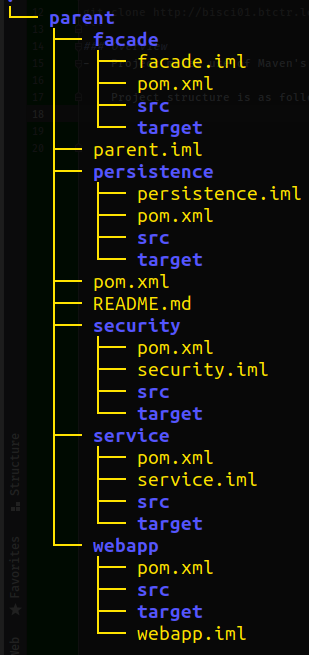 parent
facade
facade.iml
pom.xml
src
target
parent.iml
persistence
persistence.iml
pom.xml
src
target
pom.xml
README.md
security
pom.xml
security.iml
src
target
service
pom.xml
service.iml
src
target
webapp
pom.xml
src
target
webapp.iml
Structure
Favorites